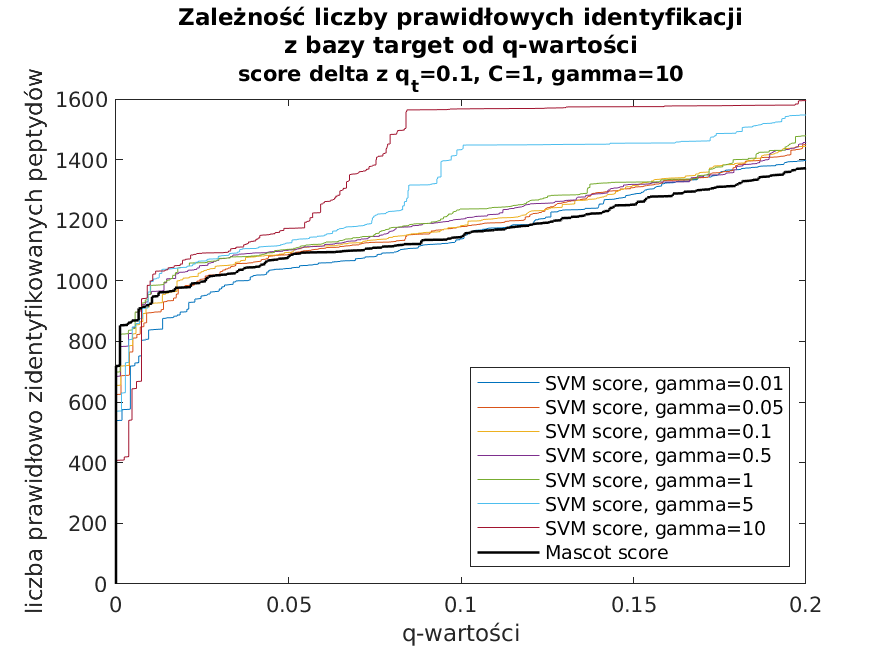 Zależność liczby prawidłowych identyfikacji
z bazy target od q-wartości
score delta z qt=0.1, C=1, gamma=10
liczba prawidłowo zidentyfikowanych peptydów
1600
1400
1200
1000
800
600
400
200
0
0 0.05 0.1 0.15 0.2
q-wartości
SVM score, gamma=0.01
SVM score, gamma=0.05
SVM score, gamma=0.1
SVM score, gamma=0.5
SVM score, gamma=1
SVM score, gamma=5
SVM score, gamma=10
Mascot score